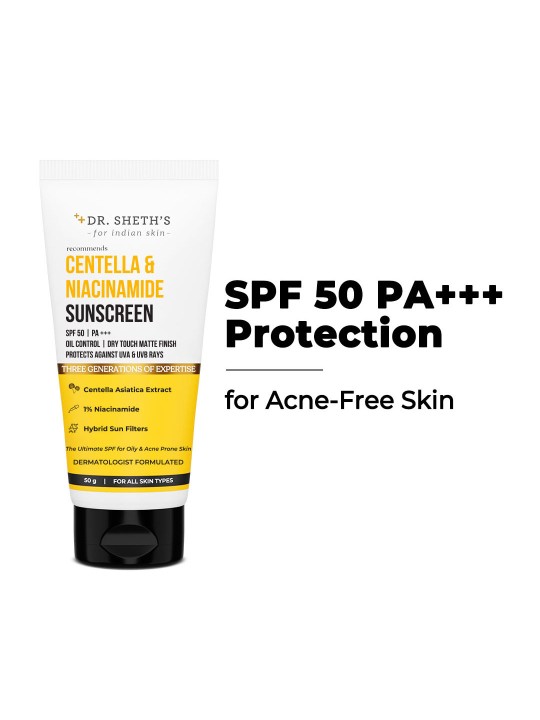 DR. SHETH'S
-for indian skin-
recommends
CENTELLA &
NIACINAMIDE
SUNSCREEN
SPF 50 | PA +++
OIL CONTROL | DRY TOUCH MATTE FINISH
PROTECTS AGAINST UVA & UVB RAYS
THREE GENERATIONS OF EXPERTISE
Centella Asiatica Extract
1% Niacinamide
Hybrid Sun Filters
The Ultimate SPF for Oily & Acne Prone Skin
DERMATOLOGIST FORMULATED
50 g | FOR ALL SKIN TYPES
SPF 50 PA+++
Protection
for Acne-Free Skin